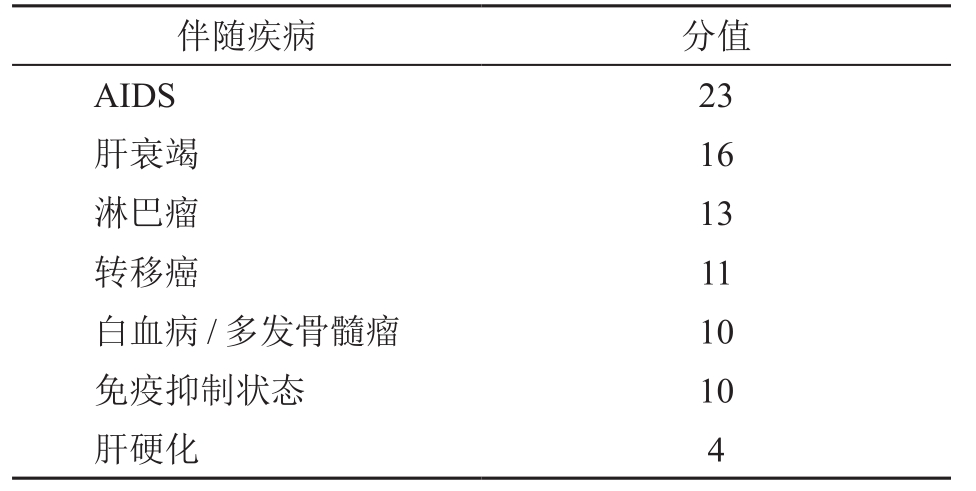 伴随疾病 分值
AIDS 23
肝衰竭 16
淋巴瘤 13
转移癌 11
白血病 / 多发骨髓瘤 10
免疫抑制状态 10
肝硬化 4